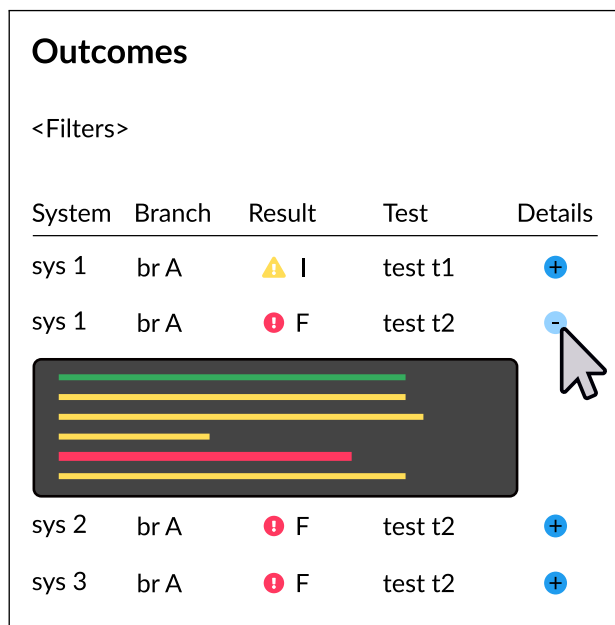 Outcomes
<Filters>
System Branch Result Test Details
sys 1 br A ! I test t1 +
sys 1 br A ! F test t2 -
sys 2 br A ! F test t2 +
sys 3 br A ! F test t2 +